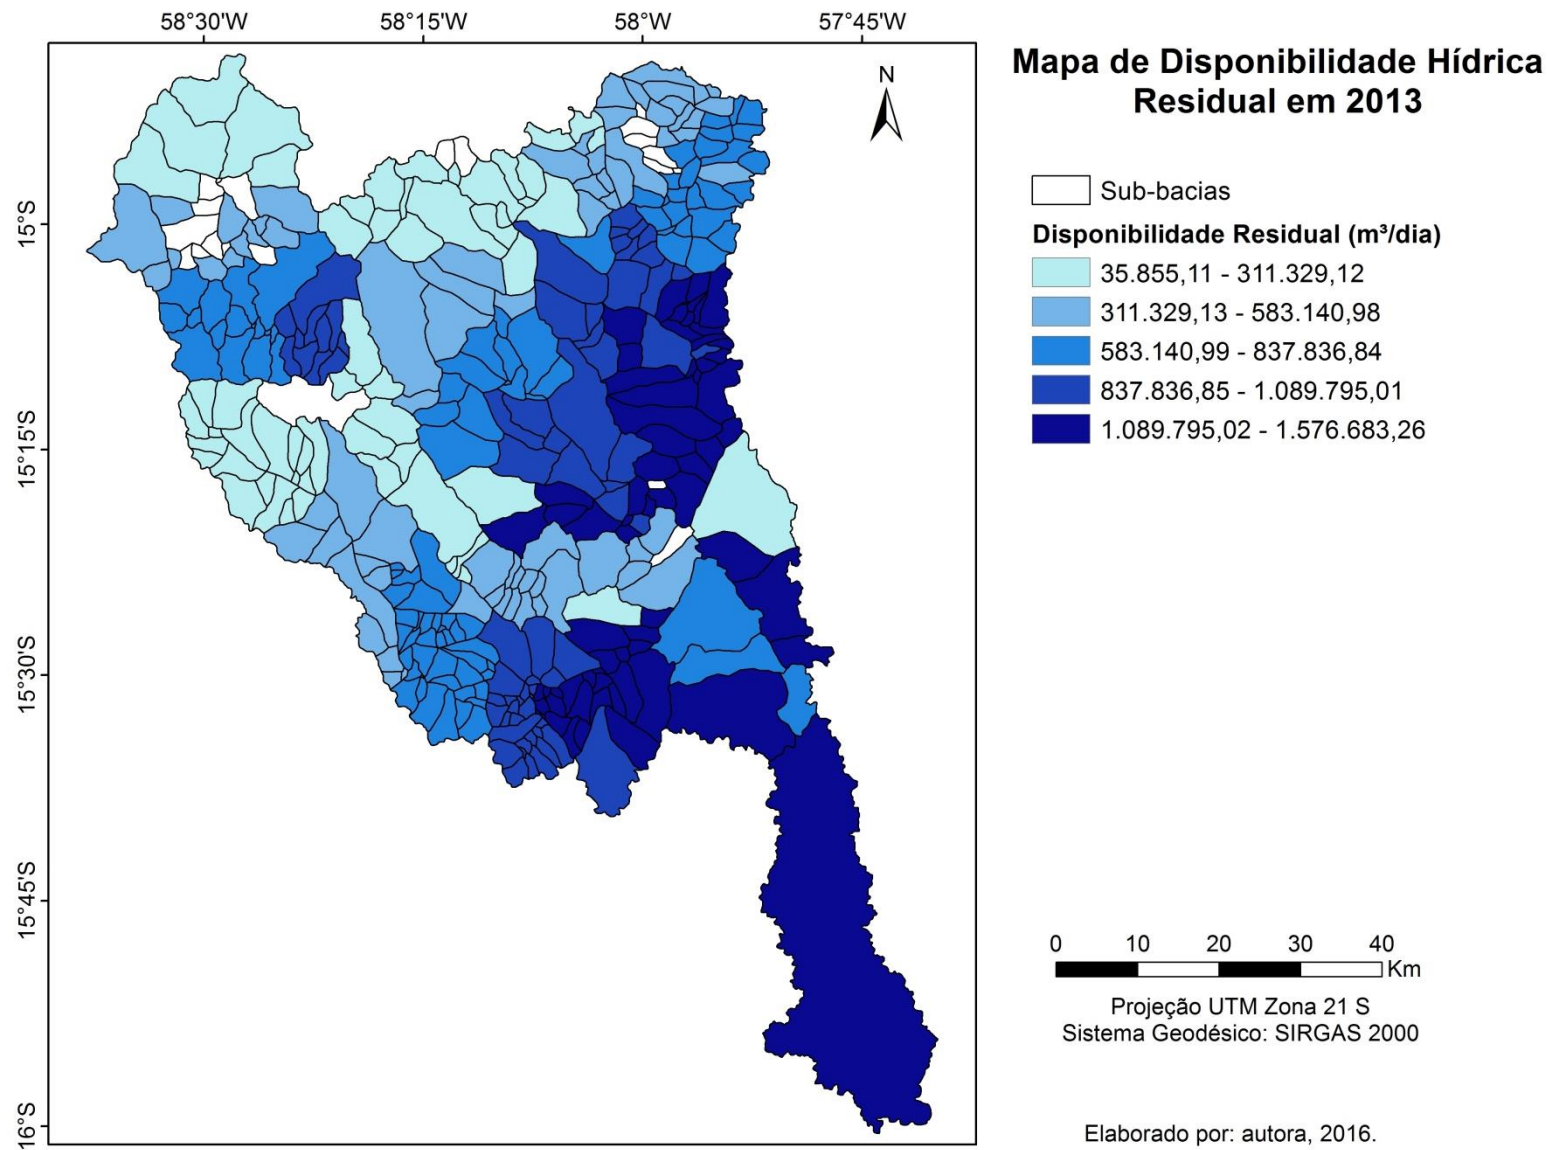 58°30'W 58°15'W 58°W 57°45'W
Mapa de Disponibilidade Hídrica
Residual em 2013
N
Sub-bacias
Disponibilidade Residual (m³/dia)
35.855,11 - 311.329,12
311.329,13 - 583.140,98
583.140,99 - 837.836,84
837.836,85 - 1.089.795,01
1.089.795,02 - 1.576.683,26
15°S
15°15'S
15°30'S
15°45'S
16°S
0 10 20 30 40
Km
Projeção UTM Zona 21 S
Sistema Geodésico: SIRGAS 2000
Elaborado por: autora, 2016.